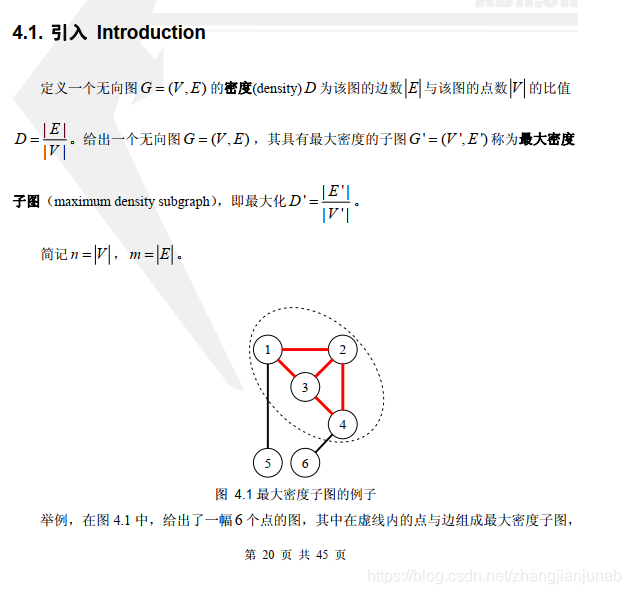 4.1. 引入 Introduction
定义一个无向图 G = (V, E) 的密度(density) D 为该图的边数 |E| 与该图的点数 |V| 的比值
D = |E| / |V| 。给出一个无向图 G = (V, E) ，其具有最大密度的子图 G' = (V', E') 称为最大密度
子图（maximum density subgraph），即最大化 D' = |E'| / |V'| 。
简记 n = |V| ， m = |E| 。
1 2
3
4
5 6
图 4.1 最大密度子图的例子
举例，在图 4.1 中，给出了一幅 6 个点的图，其中在虚线内的点与边组成最大密度子图，
第 20 页 共 45 页
https://blog.csdn.net/zhangjianjunab